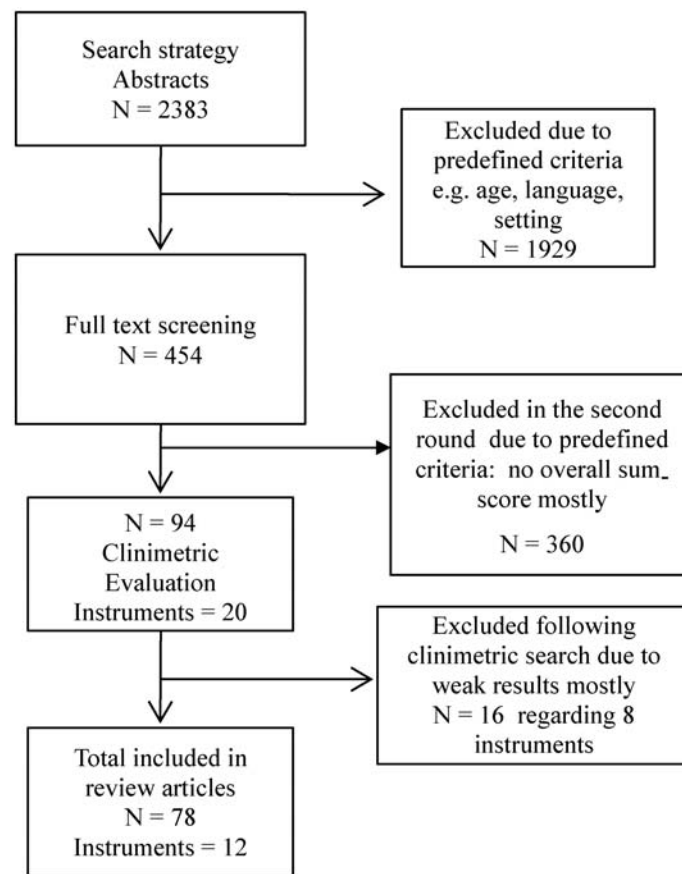 Search strategy
Abstracts
N = 2383
Excluded due to
predefined criteria
e.g. age, language,
setting
N = 1929
Full text screening
N = 454
Excluded in the second
round due to predefined
criteria: no overall sum-
score mostly
N = 360
N = 94
Clinimetric
Evaluation
Instruments = 20
Excluded following
clinimetric search due to
weak results mostly
N = 16 regarding 8
instruments
Total included in
review articles
N = 78
Instruments = 12